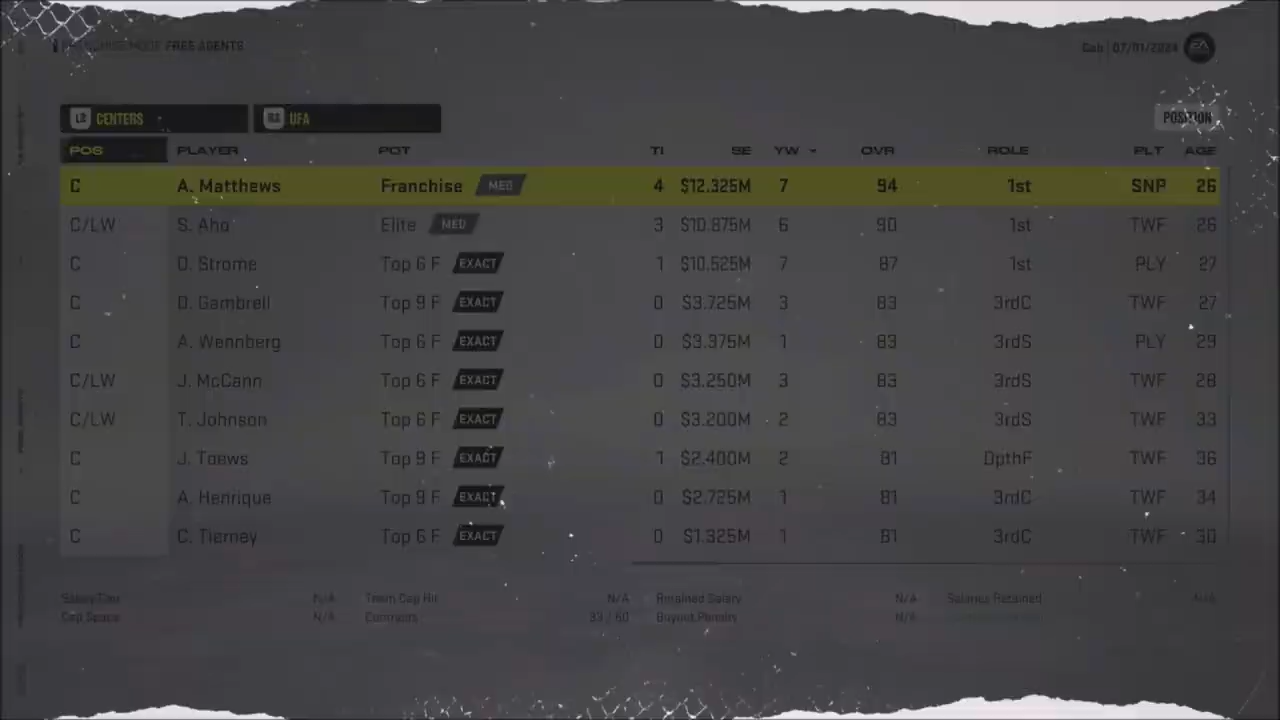 FRANCHISE MODE FREE AGENTS
07/01/2024 EA
L2 CENTERS R2 UFA POSITION
POS PLAYER POT TI SE YW OVR ROLE PLT AGE
C A. Matthews Franchise MED 4 $12.325M 7 94 1st SNP 26
C/LW S. Aho Elite MED 3 $10.875M 6 90 1st TWF 26
C D. Strome Top 6 F EXACT 1 $10.525M 7 87 1st PLY 27
C D. Gambrell Top 9 F EXACT 0 $3.725M 3 83 3rdC TWF 27
C A. Wennberg Top 6 F EXACT 0 $3.975M 1 83 3rdS PLY 29
C/LW J. McCann Top 6 F EXACT 0 $3.250M 3 83 3rdS TWF 28
C/LW T. Johnson Top 6 F EXACT 0 $3.200M 2 83 3rdS TWF 33
C J. Toews Top 9 F EXACT 1 $2.400M 2 81 DpthF TWF 36
C A. Henrique Top 9 F EXACT 0 $2.725M 1 81 3rdC TWF 34
C C. Tierney Top 6 F EXACT 0 $1.325M 1 81 3rdC TWF 30
N/A Team Cap Hit N/A Retained Salary N/A Salaries Retained N/A
Cap Space N/A Contracts 33 / 50 Buyout Penalty N/A